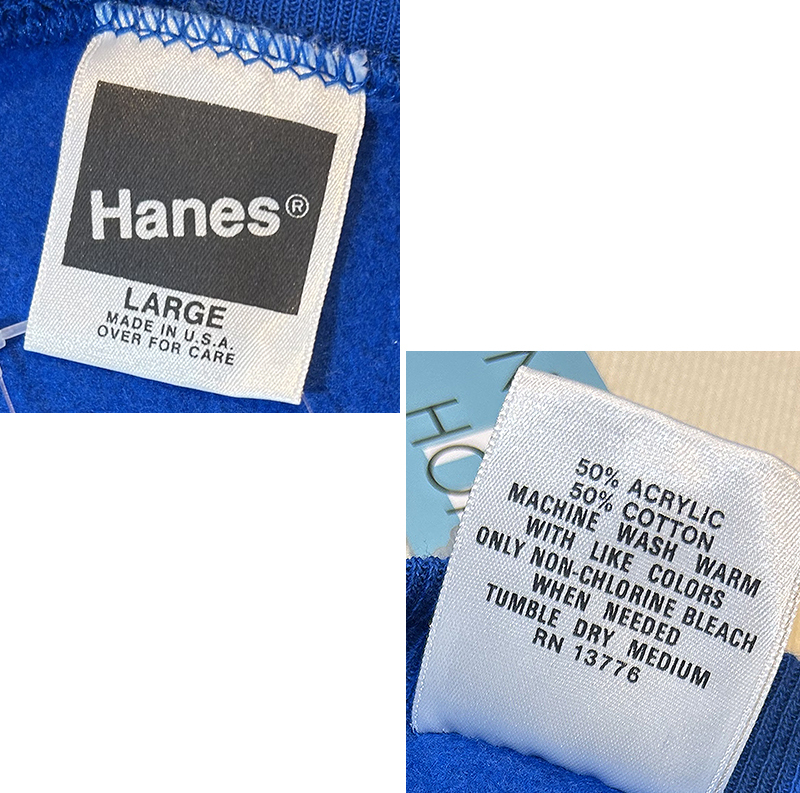 Hanes®
LARGE
MADE IN U.S.A.
OVER FOR CARE
HO
50% ACRYLIC
50% COTTON
MACHINE WASH WARM
WITH LIKE COLORS
ONLY NON-CHLORINE BLEACH
WHEN NEEDED
TUMBLE DRY MEDIUM
RN 13776